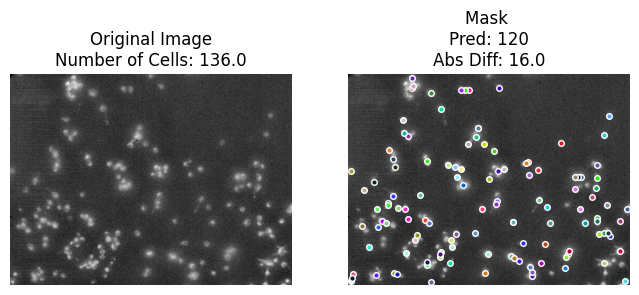 Original Image
Number of Cells: 136.0
Mask
Pred: 120
Abs Diff: 16.0